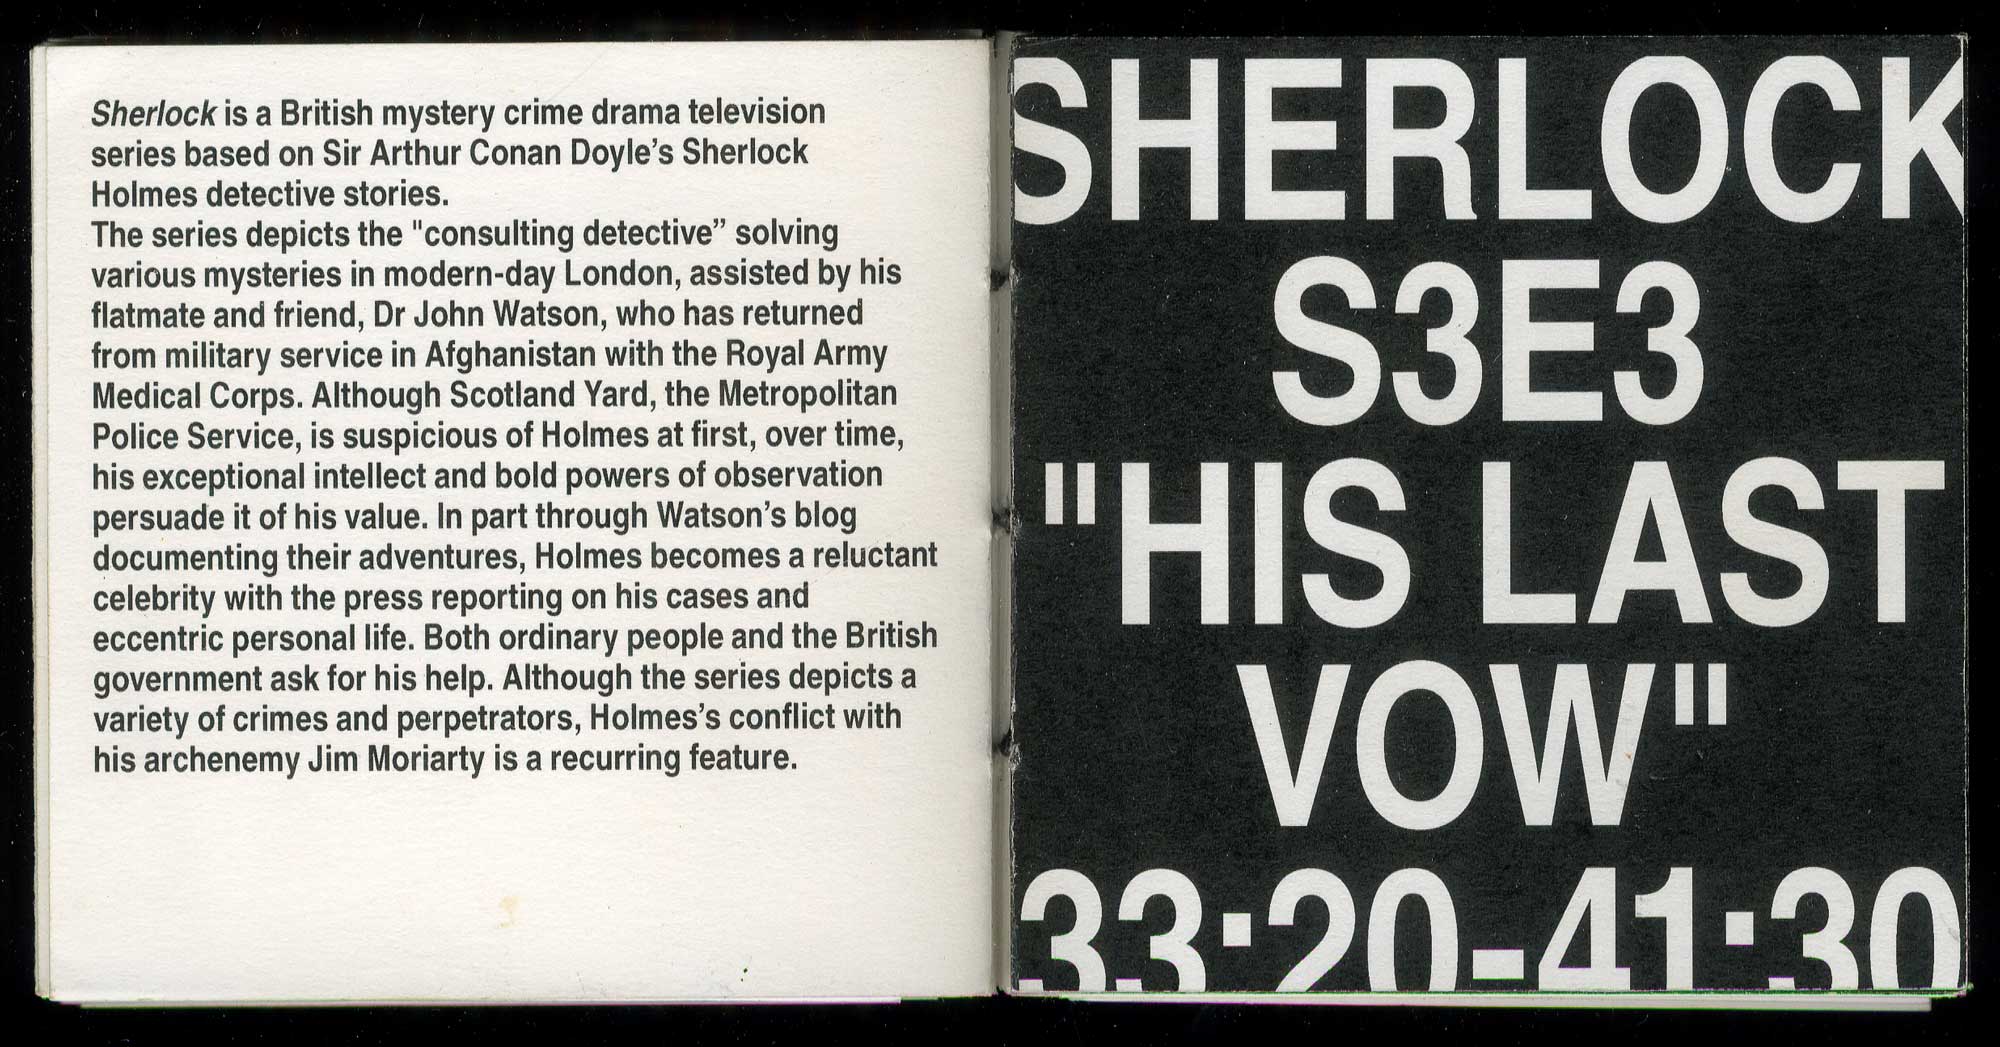 Sherlock is a British mystery crime drama television
series based on Sir Arthur Conan Doyle’s Sherlock
Holmes detective stories.
The series depicts the "consulting detective” solving
various mysteries in modern-day London, assisted by his
flatmate and friend, Dr John Watson, who has returned
from military service in Afghanistan with the Royal Army
Medical Corps. Although Scotland Yard, the Metropolitan
Police Service, is suspicious of Holmes at first, over time,
his exceptional intellect and bold powers of observation
persuade it of his value. In part through Watson’s blog
documenting their adventures, Holmes becomes a reluctant
celebrity with the press reporting on his cases and
eccentric personal life. Both ordinary people and the British
government ask for his help. Although the series depicts a
variety of crimes and perpetrators, Holmes’s conflict with
his archenemy Jim Moriarty is a recurring feature.
SHERLOCK
S3E3
"HIS LAST
VOW"
33:20-41:30